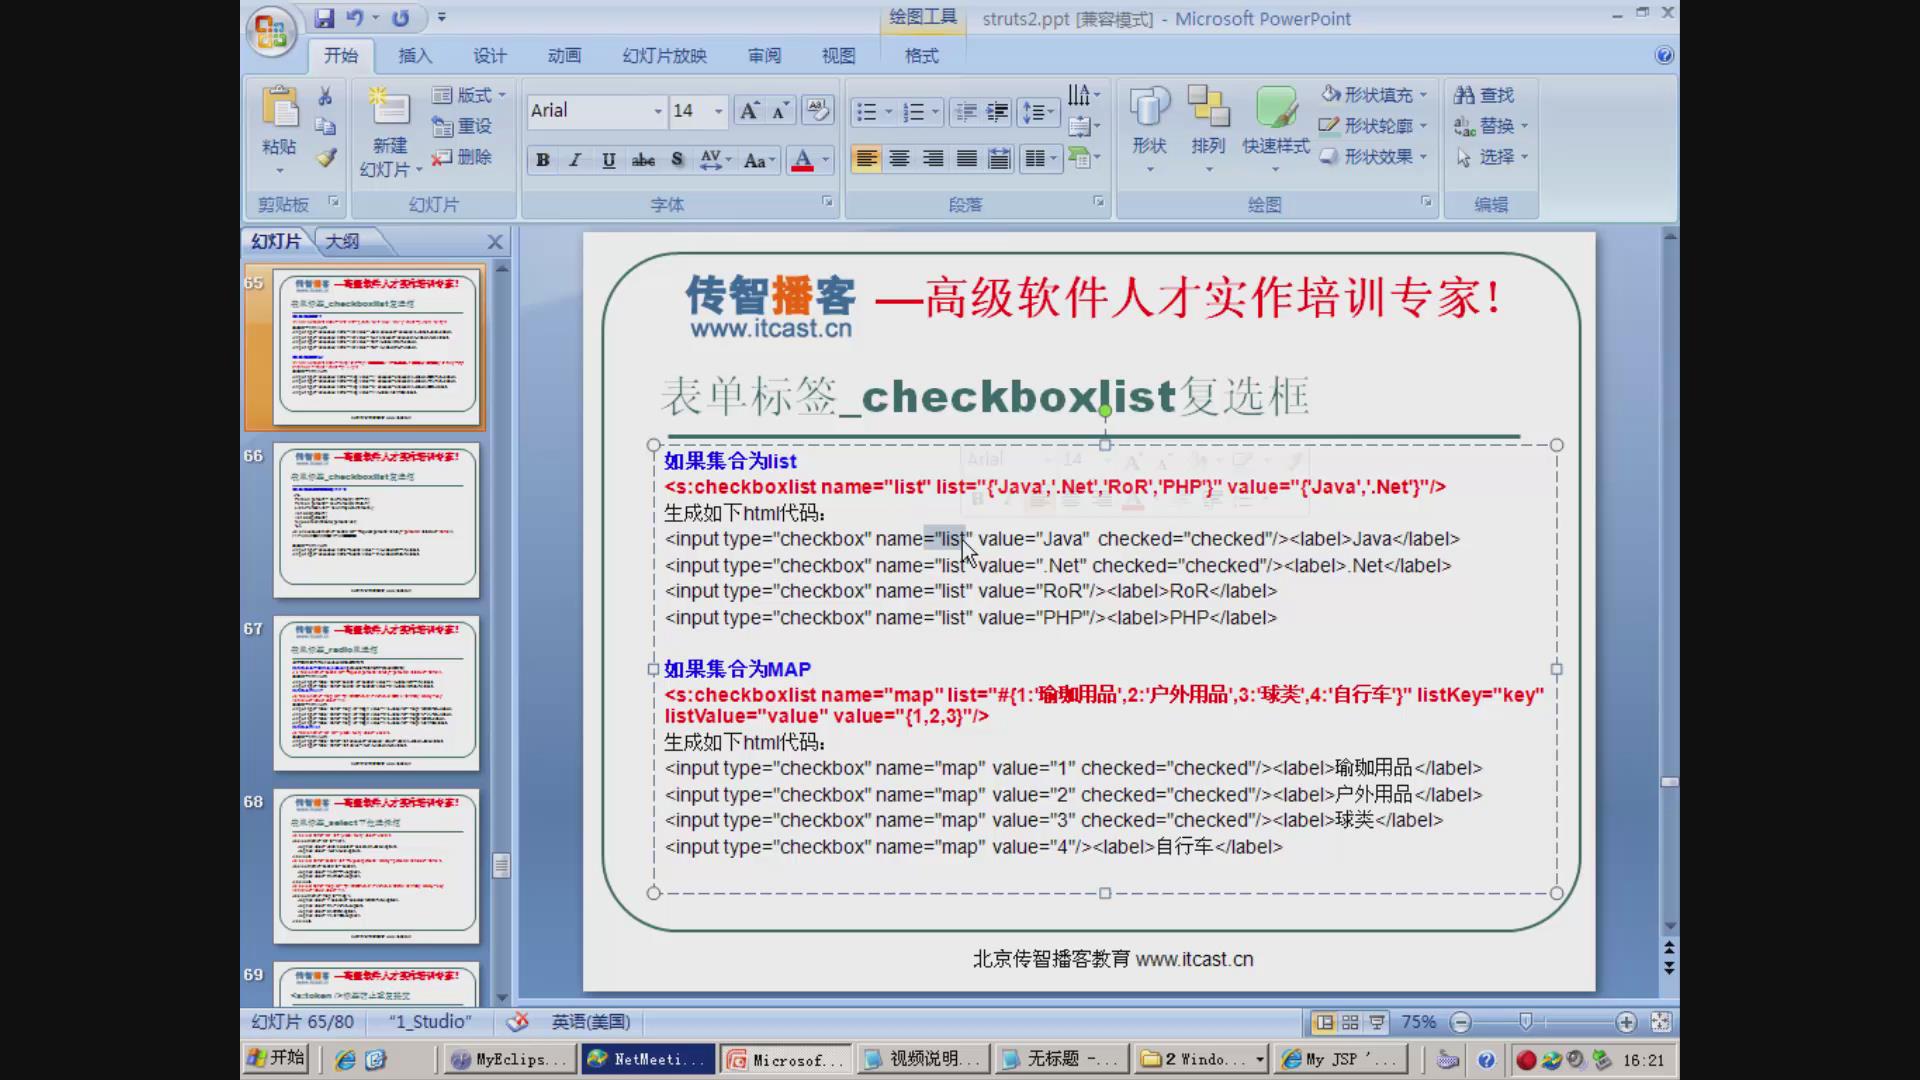 绘图工具
struts2.ppt [兼容模式] - Microsoft PowerPoint
开始 插入 设计 动画 幻灯片放映 审阅 视图 格式
粘贴
新建
幻灯片
版式
重设
删除
Arial 14
形状 排列 快速样式
形状填充
形状轮廓
形状效果
查找
替换
选择
剪贴板 幻灯片 字体 段落 绘图 编辑
幻灯片 大纲
65
66
67
68
69
传智播客 —高级软件人才实作培训专家!
www.itcast.cn
表单标签_checkboxlist复选框
如果集合为list
<s:checkboxlist name="list" list="{'Java','.Net','RoR','PHP'}" value="{'Java','.Net'}"/>
生成如下html代码：
<input type="checkbox" name="list" value="Java" checked="checked"/><label>Java</label>
<input type="checkbox" name="list" value=".Net" checked="checked"/><label>.Net</label>
<input type="checkbox" name="list" value="RoR"/><label>RoR</label>
<input type="checkbox" name="list" value="PHP"/><label>PHP</label>
如果集合为MAP
<s:checkboxlist name="map" list="#{1:'瑜珈用品',2:'户外用品',3:'球类',4:'自行车'}" listKey="key"
listValue="value" value="{1,2,3}"/>
生成如下html代码：
<input type="checkbox" name="map" value="1" checked="checked"/><label>瑜珈用品</label>
<input type="checkbox" name="map" value="2" checked="checked"/><label>户外用品</label>
<input type="checkbox" name="map" value="3" checked="checked"/><label>球类</label>
<input type="checkbox" name="map" value="4"/><label>自行车</label>
北京传智播客教育 www.itcast.cn
幻灯片 65/80 "1_Studio" 英语(美国) 75%
开始 MyEclips... NetMeeti... Microsof... 视频说明... 无标题 -... 2 Windo... My JSP '... 16:21